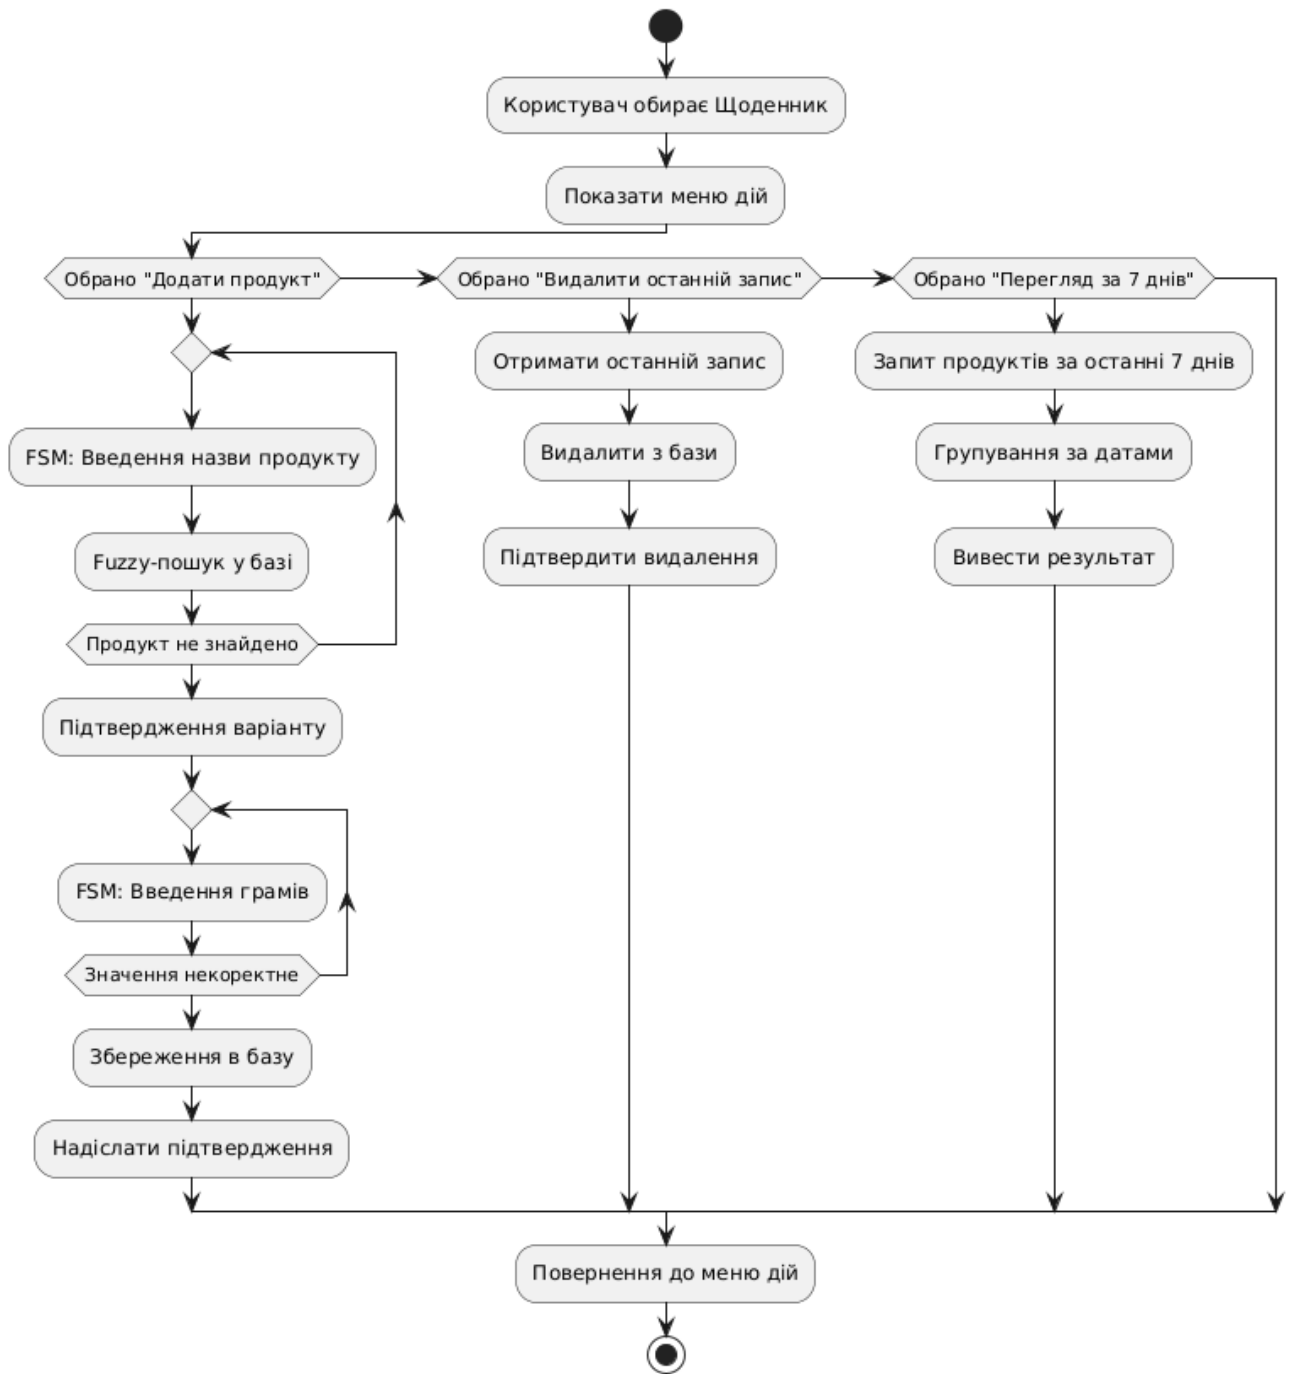 Користувач обирає Щоденник
Показати меню дій
Обрано "Додати продукт"
Обрано "Видалити останній запис"
Обрано "Перегляд за 7 днів"
FSM: Введення назви продукту
Fuzzy-пошук у базі
Продукт не знайдено
Підтвердження варіанту
FSM: Введення грамів
Значення некоректне
Збереження в базу
Надіслати підтвердження
Отримати останній запис
Видалити з бази
Підтвердити видалення
Запит продуктів за останні 7 днів
Групування за датами
Вивести результат
Повернення до меню дій